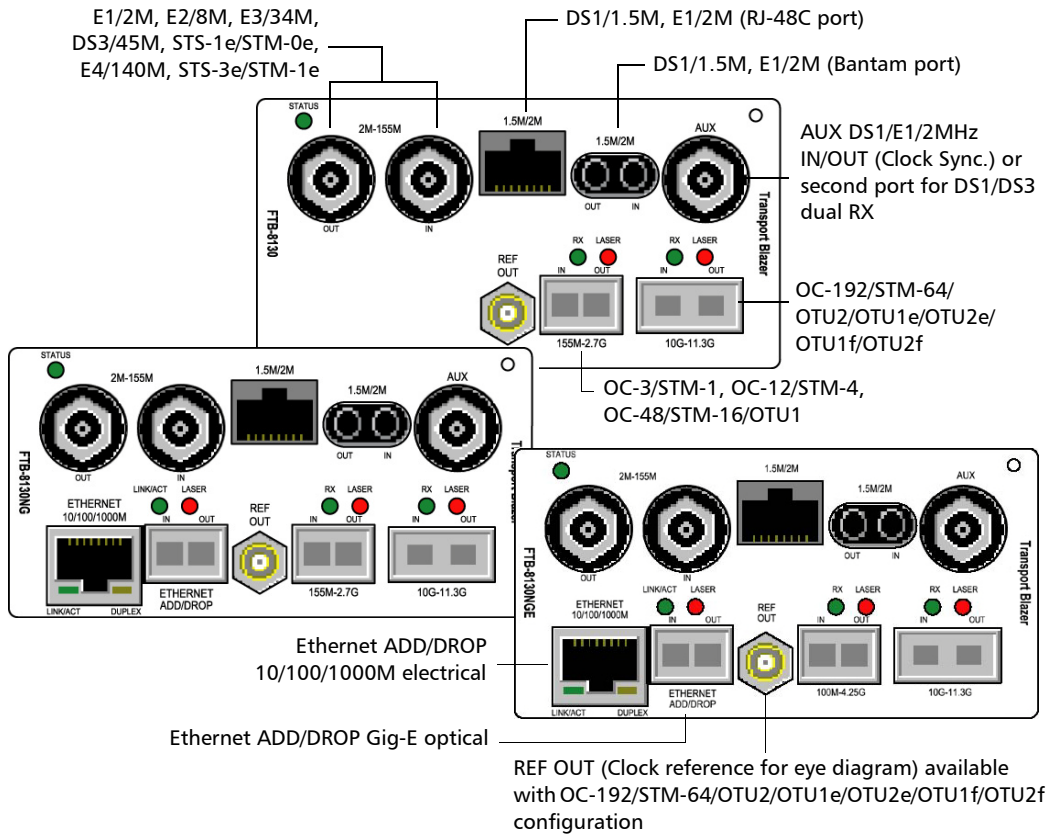 E1/2M, E2/8M, E3/34M,
DS3/45M, STS-1e/STM-0e,
E4/140M, STS-3e/STM-1e
DS1/1.5M, E1/2M (RJ-48C port)
DS1/1.5M, E1/2M (Bantam port)
AUX DS1/E1/2MHz
IN/OUT (Clock Sync.) or
second port for DS1/DS3
dual RX
OC-192/STM-64/
OTU2/OTU1e/OTU2e/
OTU1f/OTU2f
OC-3/STM-1, OC-12/STM-4,
OC-48/STM-16/OTU1
STATUS
2M-155M
1.5M/2M
1.5M/2M
AUX
OUT
IN
OUT
IN
FTB-8130
Transport Blazer
REF
OUT
RX
LASER
IN
OUT
155M-2.7G
RX
LASER
IN
OUT
10G-11.3G
STATUS
2M-155M
1.5M/2M
1.5M/2M
AUX
OUT
IN
OUT
IN
FTB-8130NG
Transport Blazer
ETHERNET
10/100/1000M
LINK/ACT
DUPLEX
LINK/ACT
LASER
IN
OUT
ETHERNET
ADD/DROP
REF
OUT
RX
LASER
IN
OUT
155M-2.7G
RX
LASER
IN
OUT
10G-11.3G
STATUS
2M-155M
1.5M/2M
1.5M/2M
AUX
OUT
IN
OUT
IN
FTB-8130NGE
Transport Blazer
ETHERNET
10/100/1000M
LINK/ACT
DUPLEX
LINK/ACT
LASER
IN
OUT
ETHERNET
ADD/DROP
REF
OUT
RX
LASER
IN
OUT
100M-4.25G
RX
LASER
IN
OUT
10G-11.3G
Ethernet ADD/DROP
10/100/1000M electrical
Ethernet ADD/DROP Gig-E optical
REF OUT (Clock reference for eye diagram) available
with OC-192/STM-64/OTU2/OTU1e/OTU2e/OTU1f/OTU2f
configuration